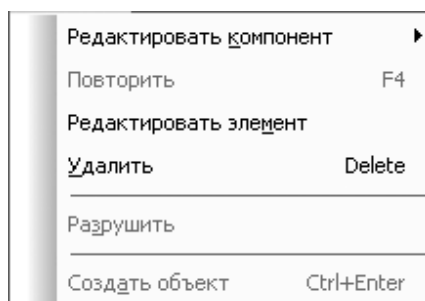 Редактировать компонент
Повторить F4
Редактировать элемент
Удалить Delete
Разрушить
Создать объект Ctrl+Enter